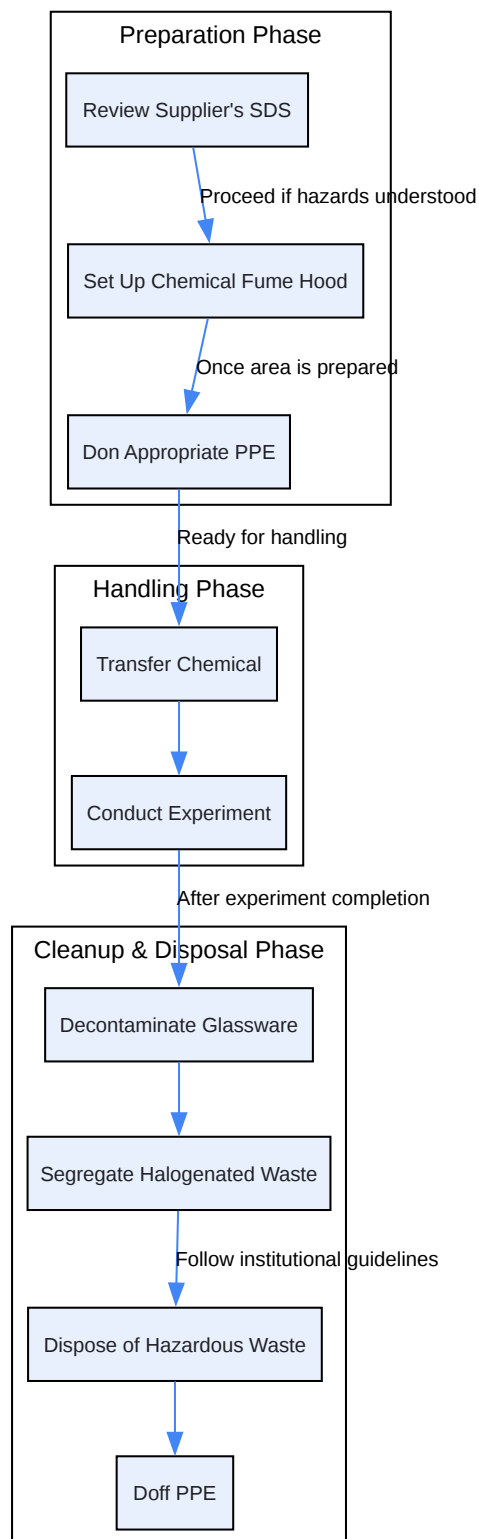 Preparation Phase
Review Supplier's SDS
Proceed if hazards understood
Set Up Chemical Fume Hood
Once area is prepared
Don Appropriate PPE
Ready for handling
Handling Phase
Transfer Chemical
Conduct Experiment
After experiment completion
Cleanup & Disposal Phase
Decontaminate Glassware
Segregate Halogenated Waste
Follow institutional guidelines
Dispose of Hazardous Waste
Doff PPE